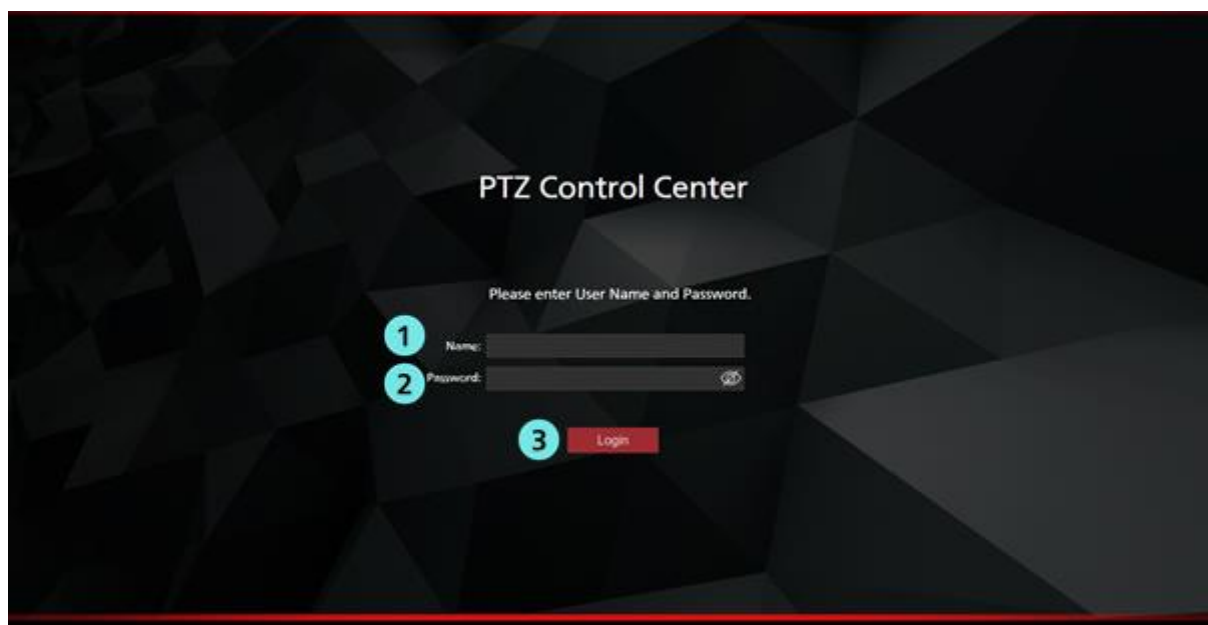 PTZ Control Center
Please enter User Name and Password.
1 Name:
2 Password:
3 Login